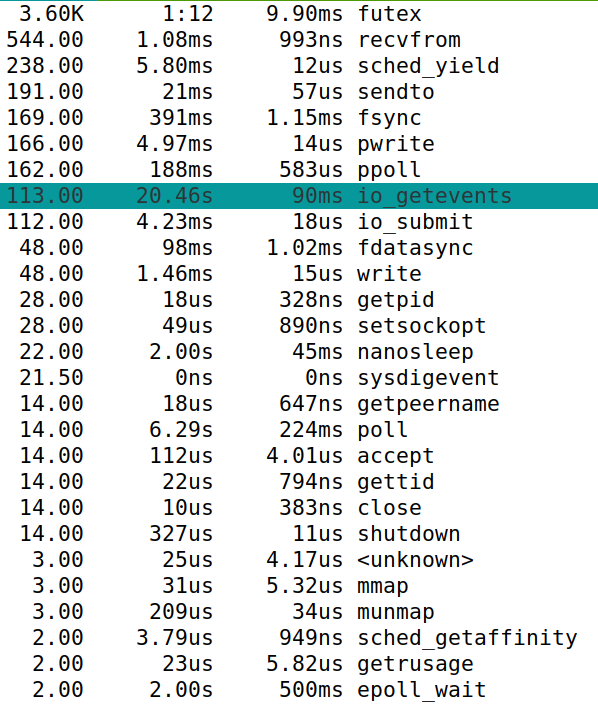 3.60K 1:12 9.90ms futex
544.00 1.08ms 993ns recvfrom
238.00 5.80ms 12us sched_yield
191.00 21ms 57us sendto
169.00 391ms 1.15ms fsync
166.00 4.97ms 14us pwrite
162.00 188ms 583us ppoll
113.00 20.46s 90ms io_getevents
112.00 4.23ms 18us io_submit
48.00 98ms 1.02ms fdatasync
48.00 1.46ms 15us write
28.00 18us 328ns getpid
28.00 49us 890ns setsockopt
22.00 2.00s 45ms nanosleep
21.50 0ns 0ns sysdigevent
14.00 18us 647ns getpeername
14.00 6.29s 224ms poll
14.00 112us 4.01us accept
14.00 22us 794ns gettid
14.00 10us 383ns close
14.00 327us 11us shutdown
3.00 25us 4.17us <unknown>
3.00 31us 5.32us mmap
3.00 209us 34us munmap
2.00 3.79us 949ns sched_getaffinity
2.00 23us 5.82us getrusage
2.00 2.00s 500ms epoll_wait